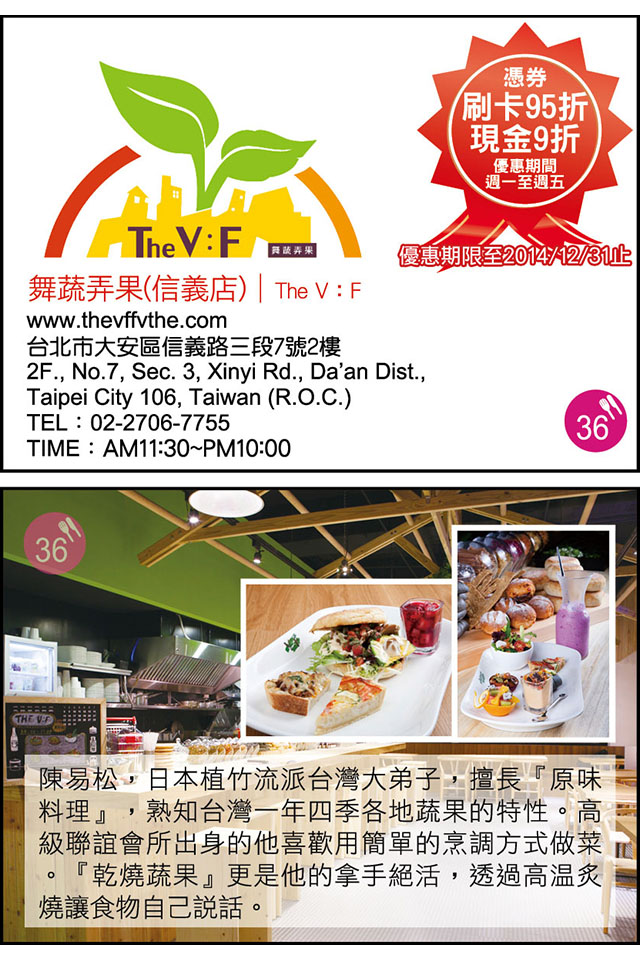 憑券
刷卡95折
現金9折
優惠期間
週一至週五
優惠期限至2014/12/31止
The V:F
舞蔬弄果
舞蔬弄果(信義店)│The V:F
www.thevffvthe.com
台北市大安區信義路三段7號2樓
2F., No.7, Sec. 3, Xinyi Rd., Da'an Dist.,
Taipei City 106, Taiwan (R.O.C.)
TEL:02-2706-7755
TIME:AM11:30~PM10:00
36
36
THE V:F
陳易松，日本植竹流派台灣大弟子，擅長『原味
料理』，熟知台灣一年四季各地蔬果的特性。高
級聯誼會所出身的他喜歡用簡單的烹調方式做菜
。『乾燒蔬果』更是他的拿手絕活，透過高溫炙
燒讓食物自己説話。